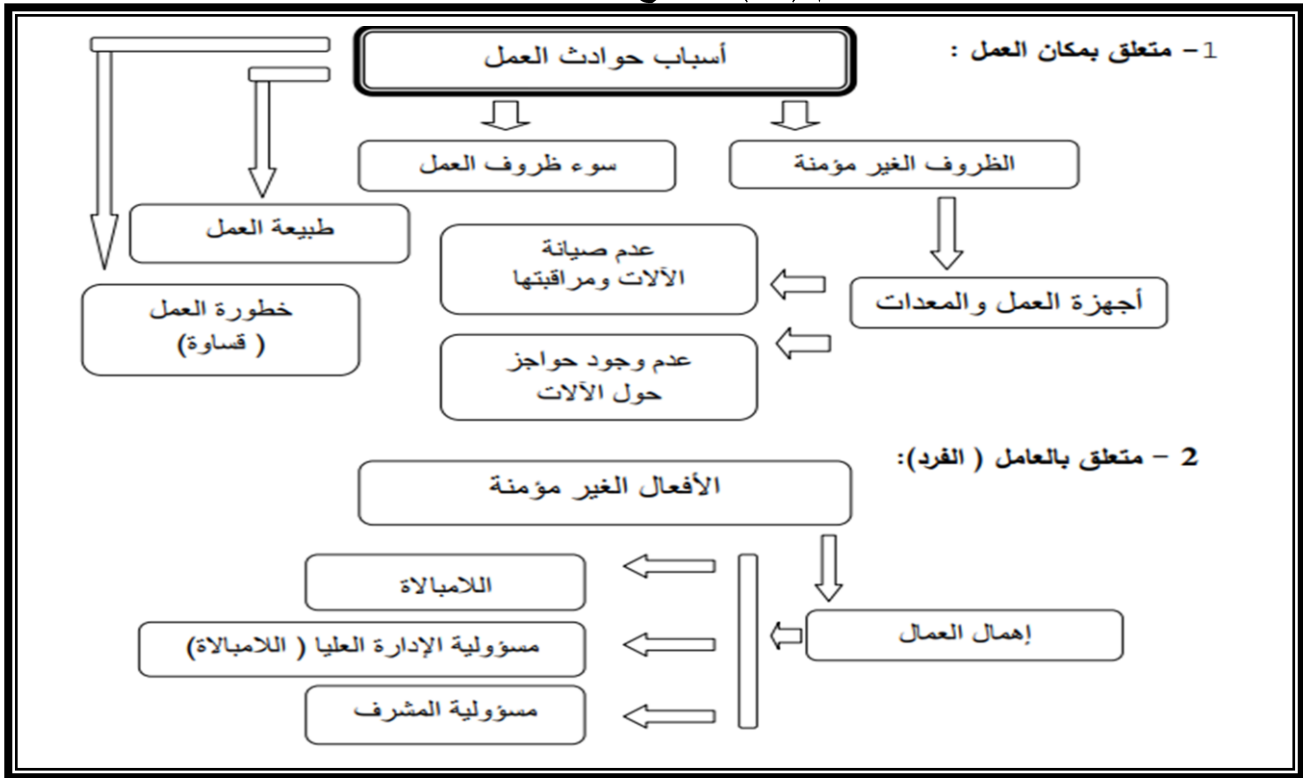 1- متعلق بمكان العمل :
أسباب حوادث العمل
الظروف الغير مؤمنة
سوء ظروف العمل
طبيعة العمل
خطورة العمل
( قساوة)
أجهزة العمل والمعدات
عدم صيانة
الآلات ومراقبتها
عدم وجود حواجز
حول الآلات
2 - متعلق بالعامل ( الفرد):
الأفعال الغير مؤمنة
إهمال العمال
اللامبالاة
مسؤولية الإدارة العليا ( اللامبالاة)
مسؤولية المشرف